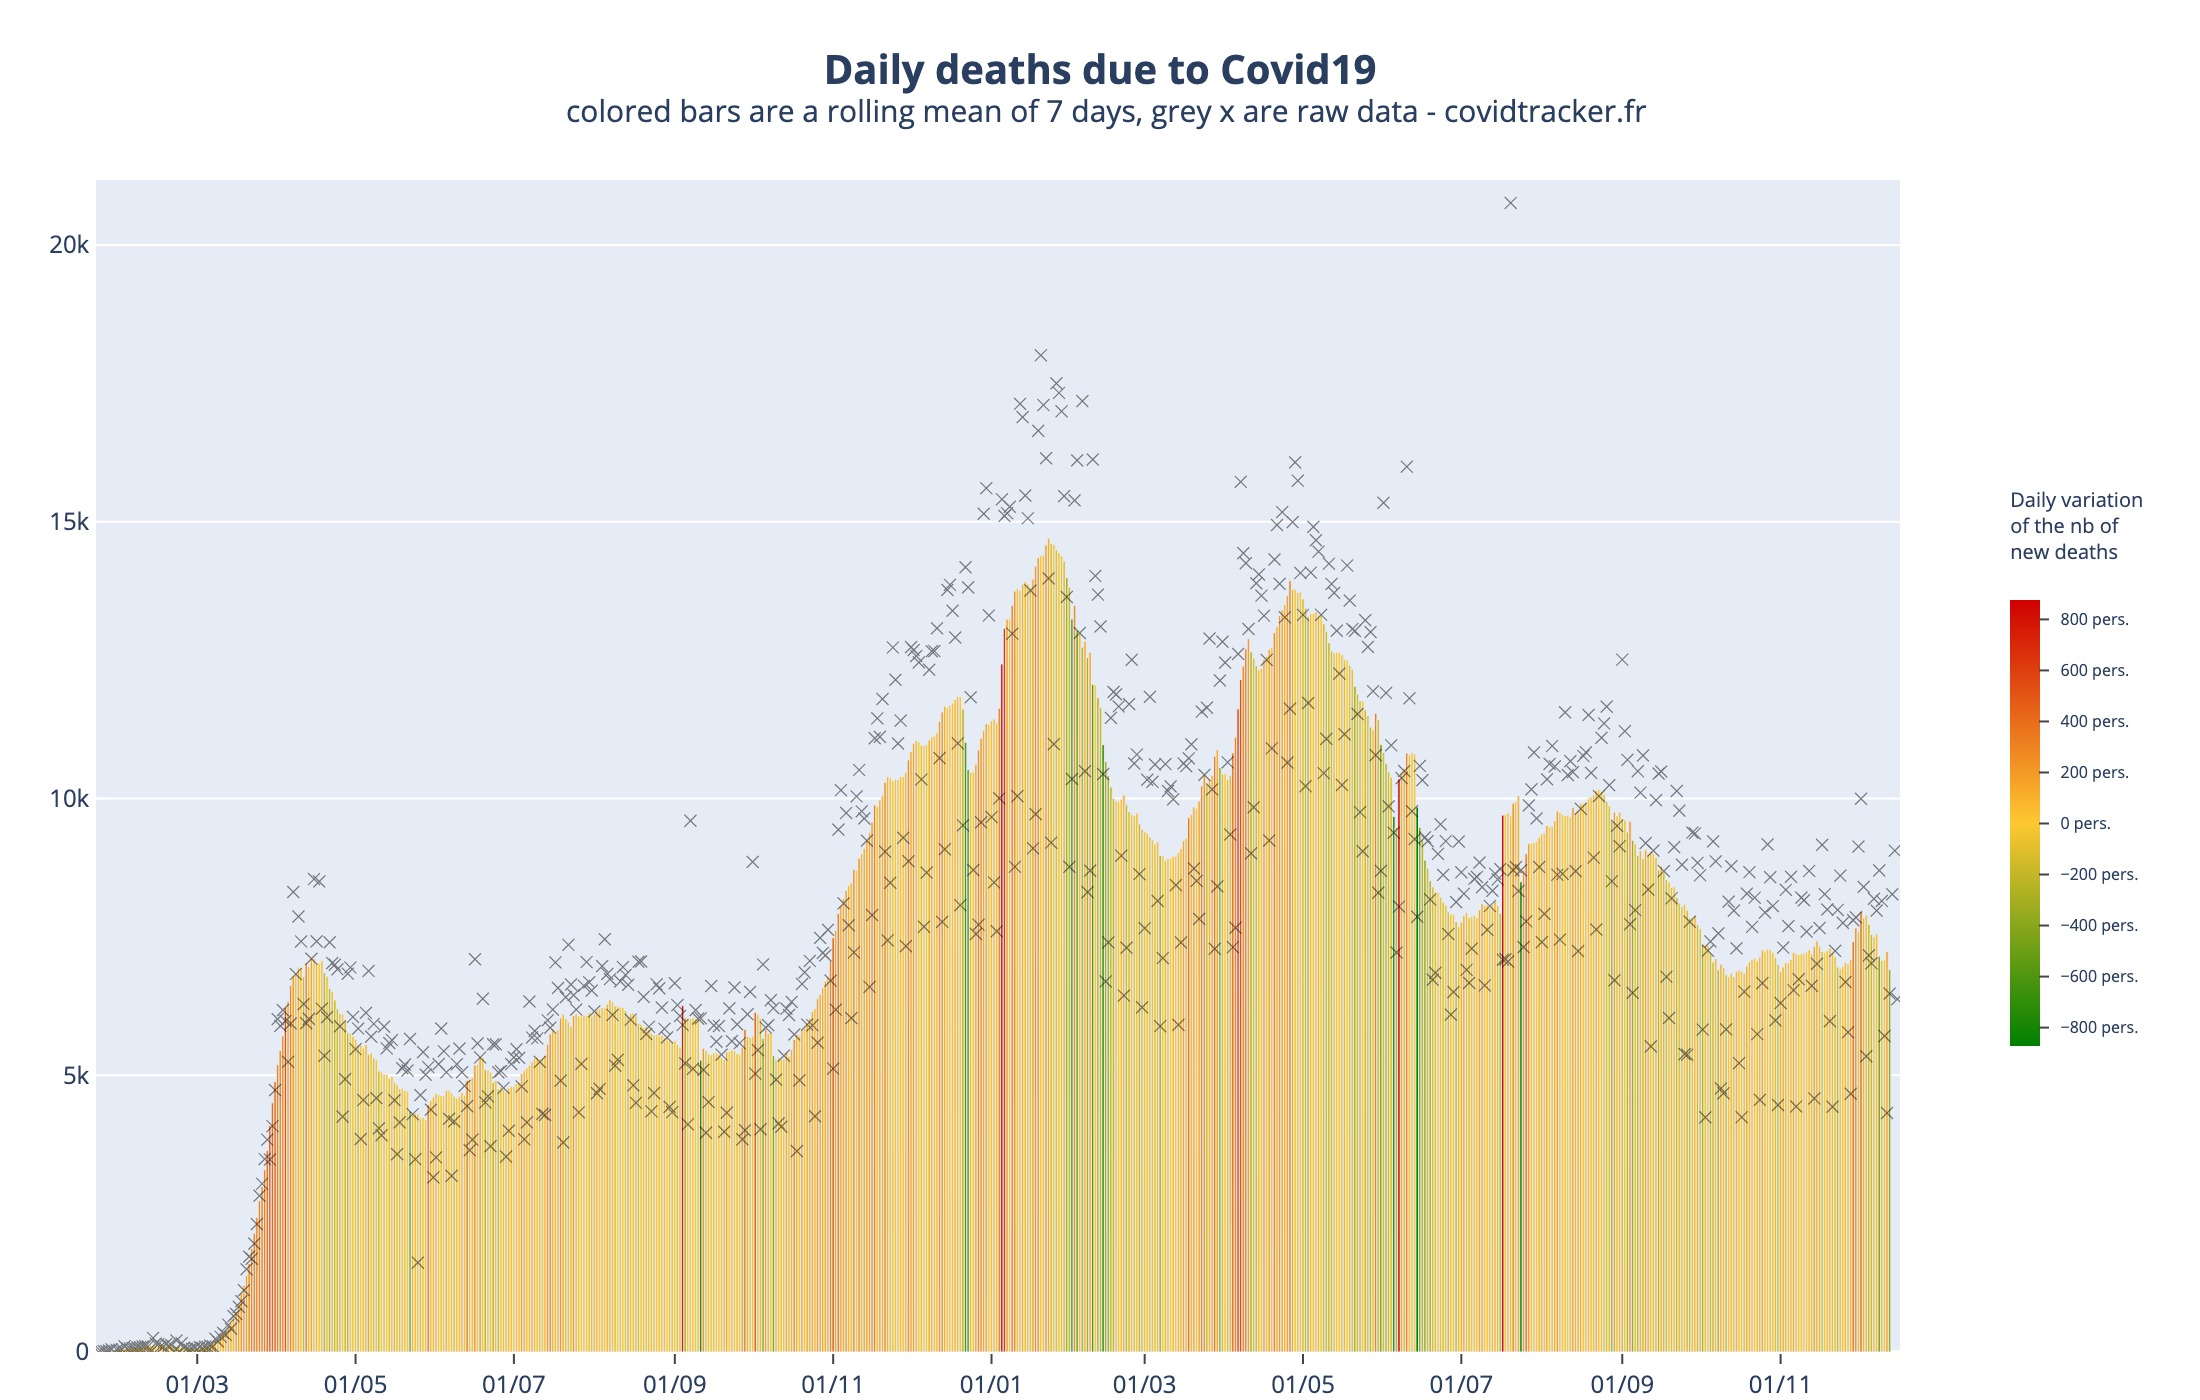 Daily deaths due to Covid19
colored bars are a rolling mean of 7 days, grey x are raw data - covidtracker.fr
20k
15k
10k
5k
0
01/03
01/05
01/07
01/09
01/11
01/01
01/03
01/05
01/07
01/09
01/11
Daily variation
of the nb of
new deaths
800 pers.
600 pers.
400 pers.
200 pers.
0 pers.
−200 pers.
−400 pers.
−600 pers.
−800 pers.